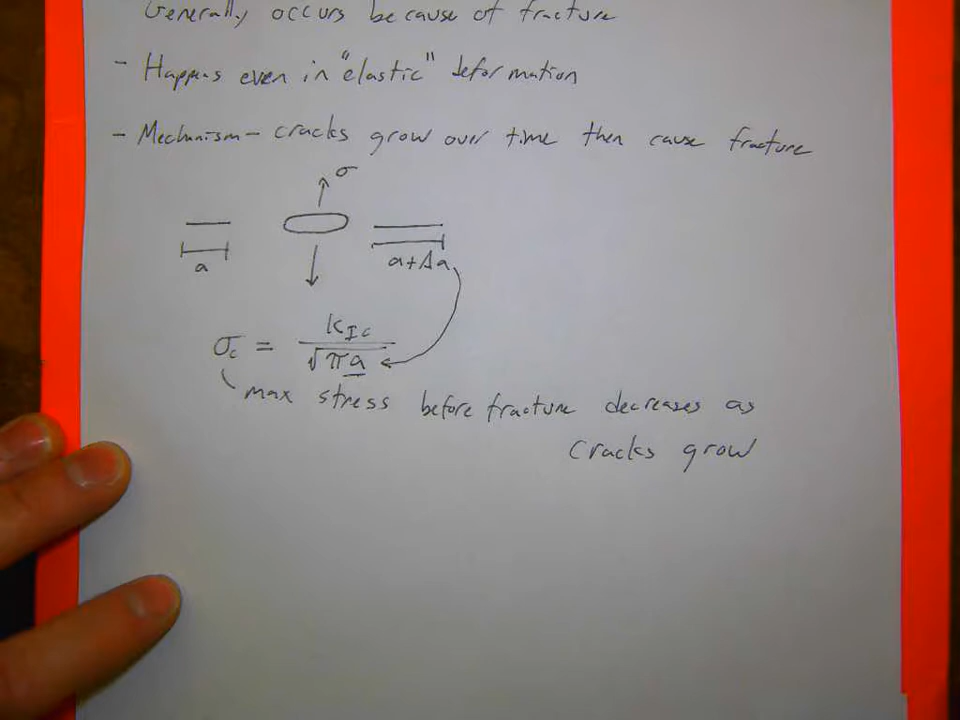 Generally occurs because of fracture
- Happens even in "elastic" deformation
- Mechanism - cracks grow over time then cause fracture
σ
a
a+Δa
σc = KIc / √πa
max stress before fracture decreases as
cracks grow